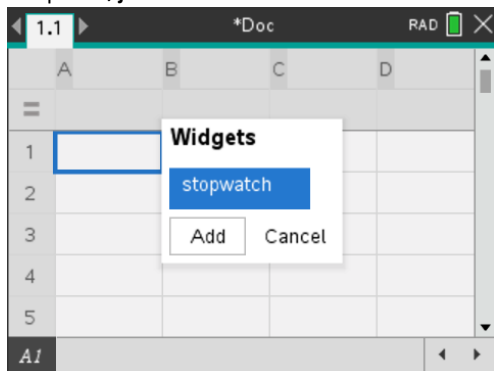 1.1 *Doc RAD
A B C D
=
1
2
3
4
5
Widgets
stopwatch
Add Cancel
A1